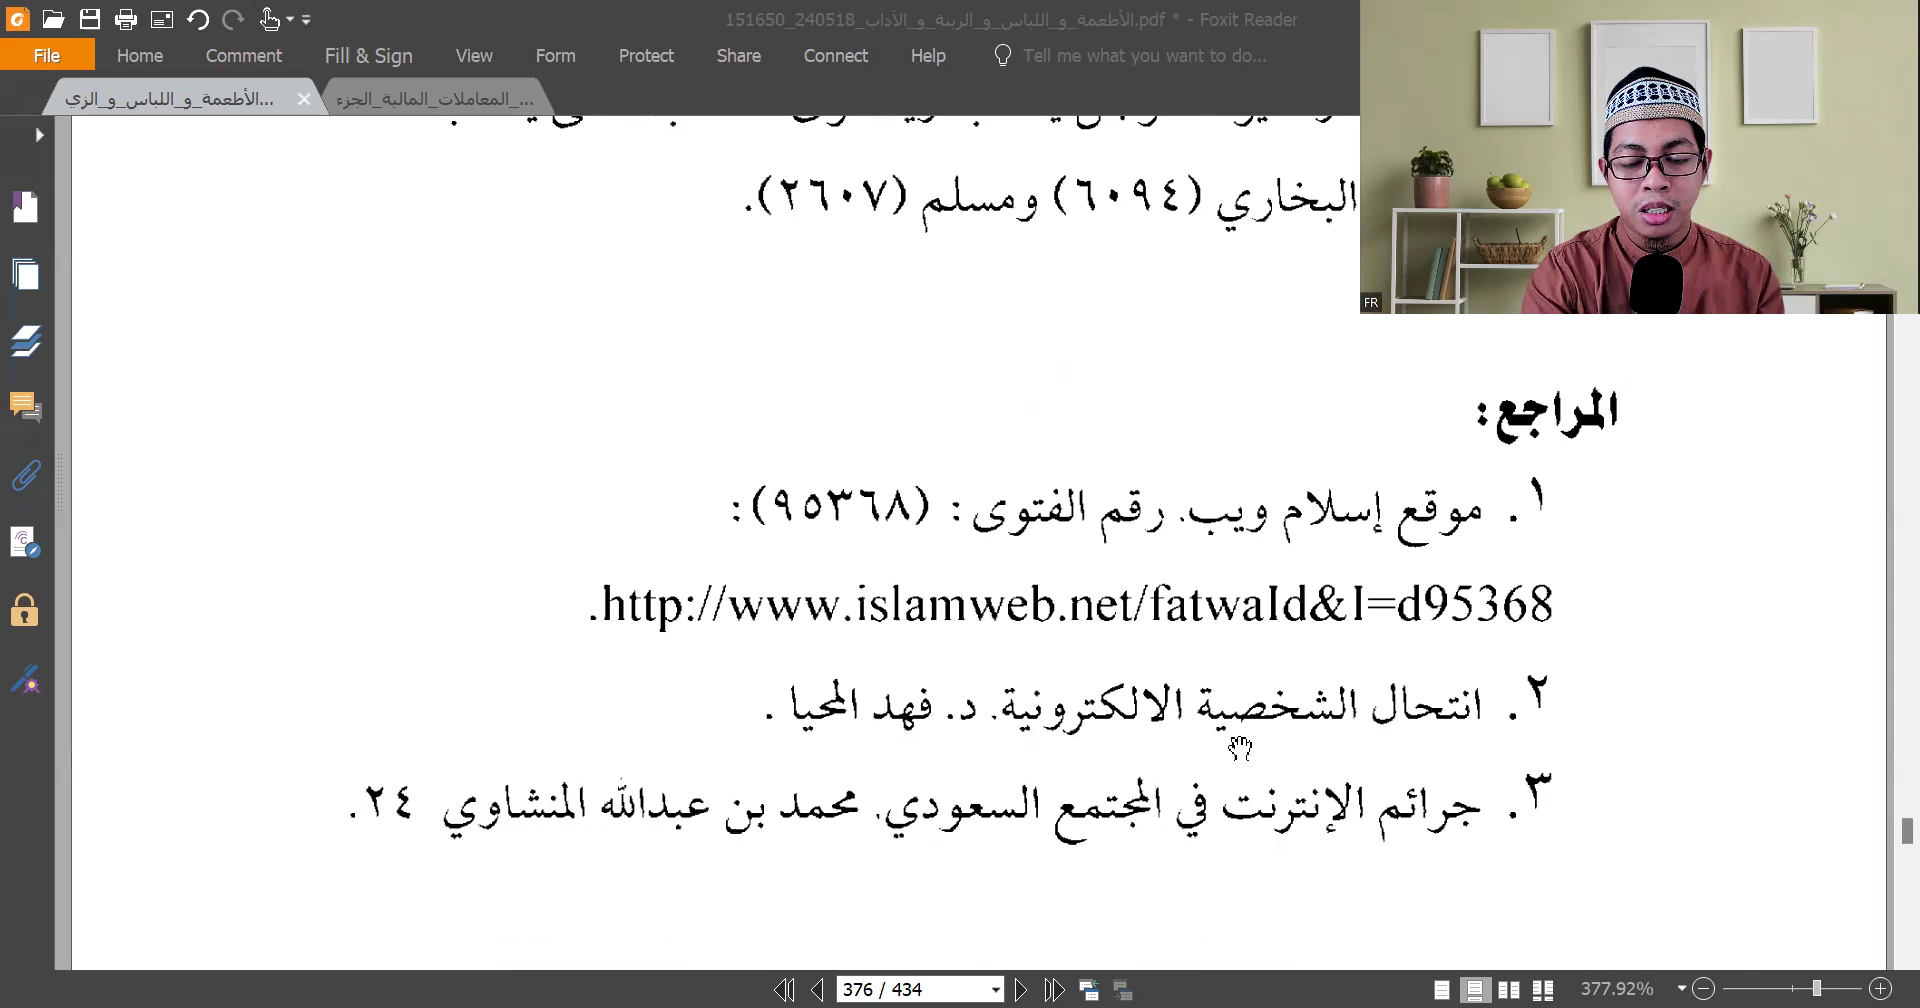 151650_240518_الأطعمة_و_اللباس_و_الزينة_و_الآداب.pdf * - Foxit Reader
File Home Comment Fill & Sign View Form Protect Share Connect Help Tell me what you want to do...
الأطعمة_و_اللباس_و_الزي... المعاملات_المالية_الجزء_...
البخاري (٦٠٩٤) ومسلم (٢٦٠٧).
FR
المراجع:
١. موقع إسلام ويب. رقم الفتوى: (٩٥٣٦٨):
http://www.islamweb.net/fatwaId&I=d95368.
٢. انتحال الشخصية الالكترونية. د. فهد المحيا .
٣. جرائم الإنترنت في المجتمع السعودي. محمد بن عبدالله المنشاوي ٢٤.
376 / 434
377.92%